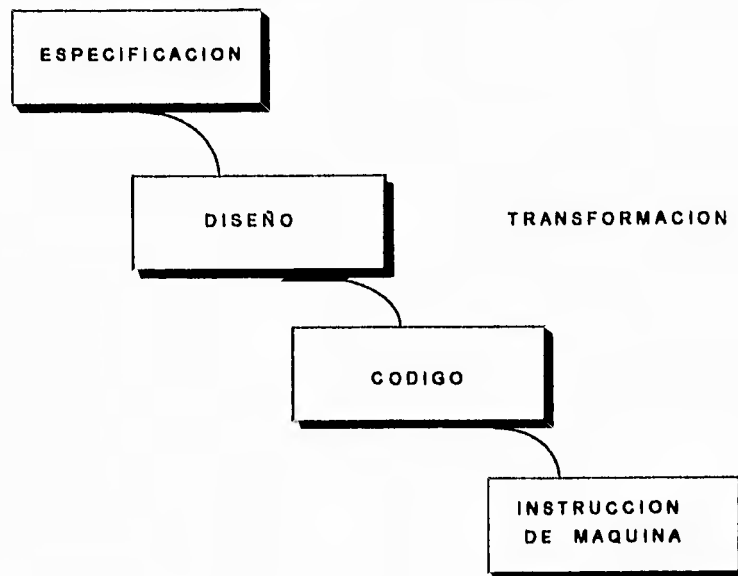 ESPECIFICACION
DISEÑO
TRANSFORMACION
CODIGO
INSTRUCCION
DE MAQUINA